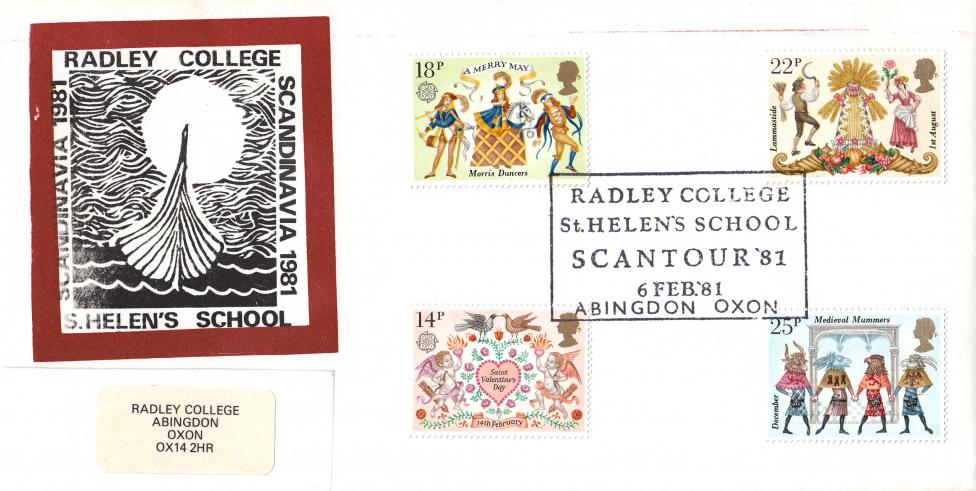 RADLEY COLLEGE
SCANDINAVIA 1981
SCANDINAVIA 1981
S.HELEN'S SCHOOL
RADLEY COLLEGE
ABINGDON
OXON
OX14 2HR
18P
A MERRY MAY
Morris Dancers
22P
Lammastide
1st August
RADLEY COLLEGE
St.HELEN'S SCHOOL
SCANTOUR '81
6 FEB.'81
ABINGDON OXON
14P
Saint
Valentine's
Day
14th February
25P
Medieval Mummers
December